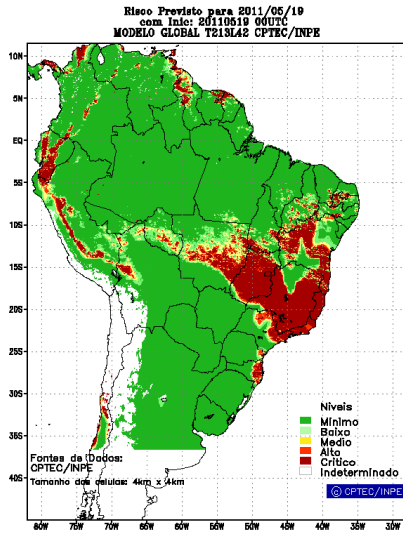 Risco Previsto para 2011/05/19
com Inic: 20110519 00UTC
MODELO GLOBAL T213L42 CPTEC/INPE
10N
5N
EQ
5S
10S
15S
20S
25S
30S
35S
40S
Niveis
Minimo
Baixo
Medio
Alto
Critico
Indeterminado
Fontes de Dados:
CPTEC/INPE
Tamanho das celulas: 4km x 4km
© CPTEC/INPE
80W 75W 70W 65W 60W 55W 50W 45W 40W 35W 30W